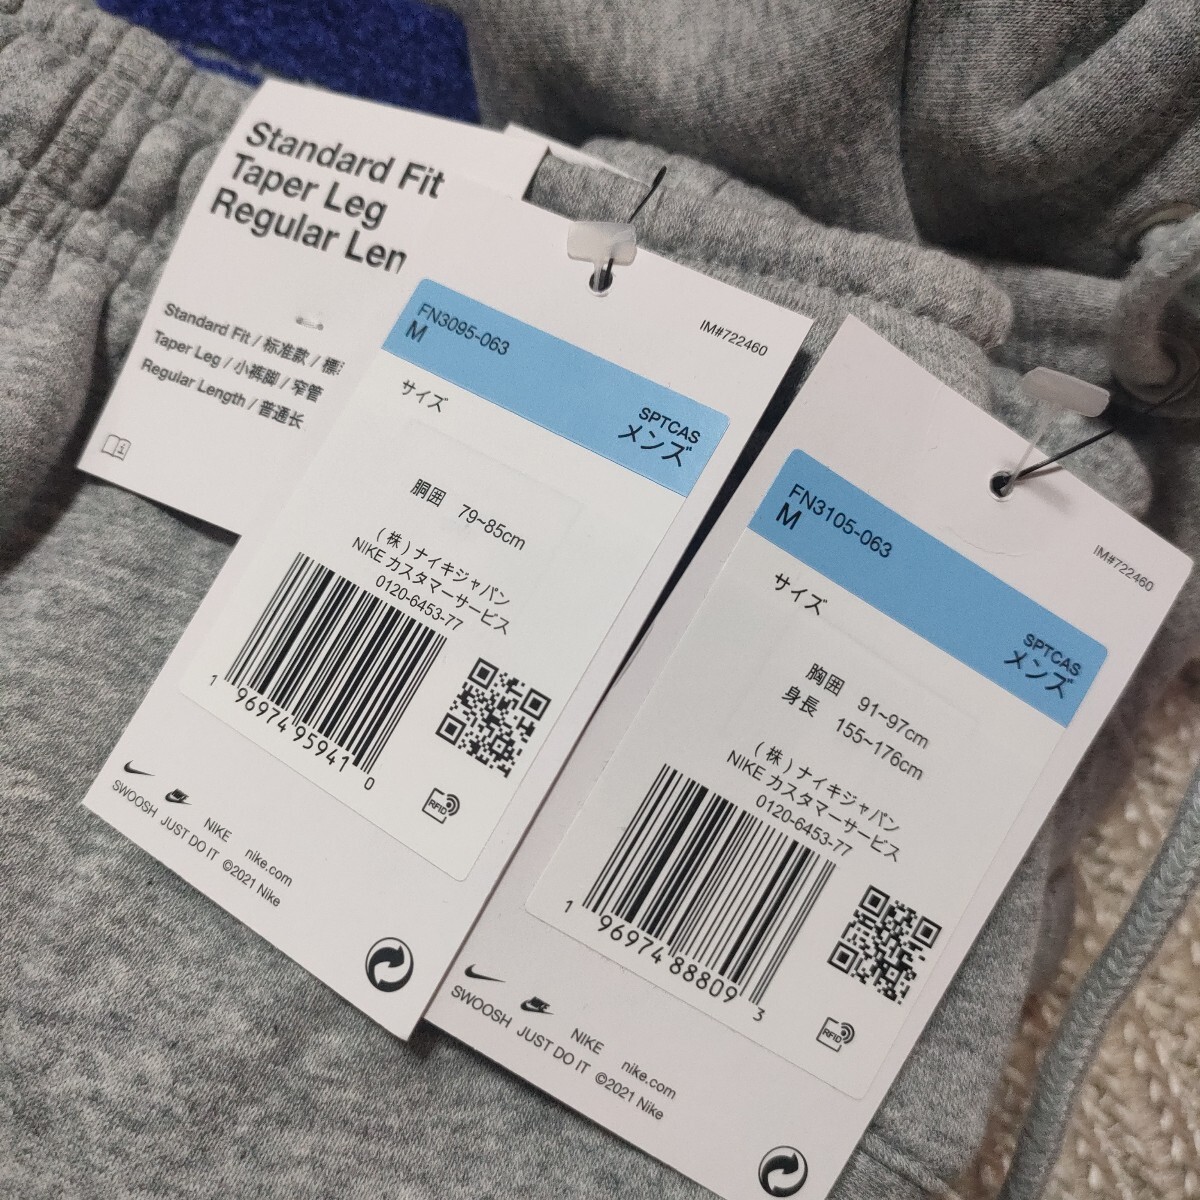 Standard Fit
Taper Leg
Regular Len
Standard Fit / 标准款 / 標
Taper Leg / 小裤脚 / 窄管
Regular Length / 普通长
IM#722460
FN3095-063
M
SPTCAS
メンズ
サイズ
胴囲 79~85cm
(株)ナイキジャパン
NIKE カスタマーサービス
0120-6453-77
1 96974 95941 0
RFID
NIKE nike.com
SWOOSH JUST DO IT ©2021 Nike
IM#722460
FN3105-063
M
SPTCAS
メンズ
サイズ
胸囲 91~97cm
身長 155~176cm
(株)ナイキジャパン
NIKE カスタマーサービス
0120-6453-77
1 96974 88809 3
RFID
NIKE nike.com
SWOOSH JUST DO IT ©2021 Nike